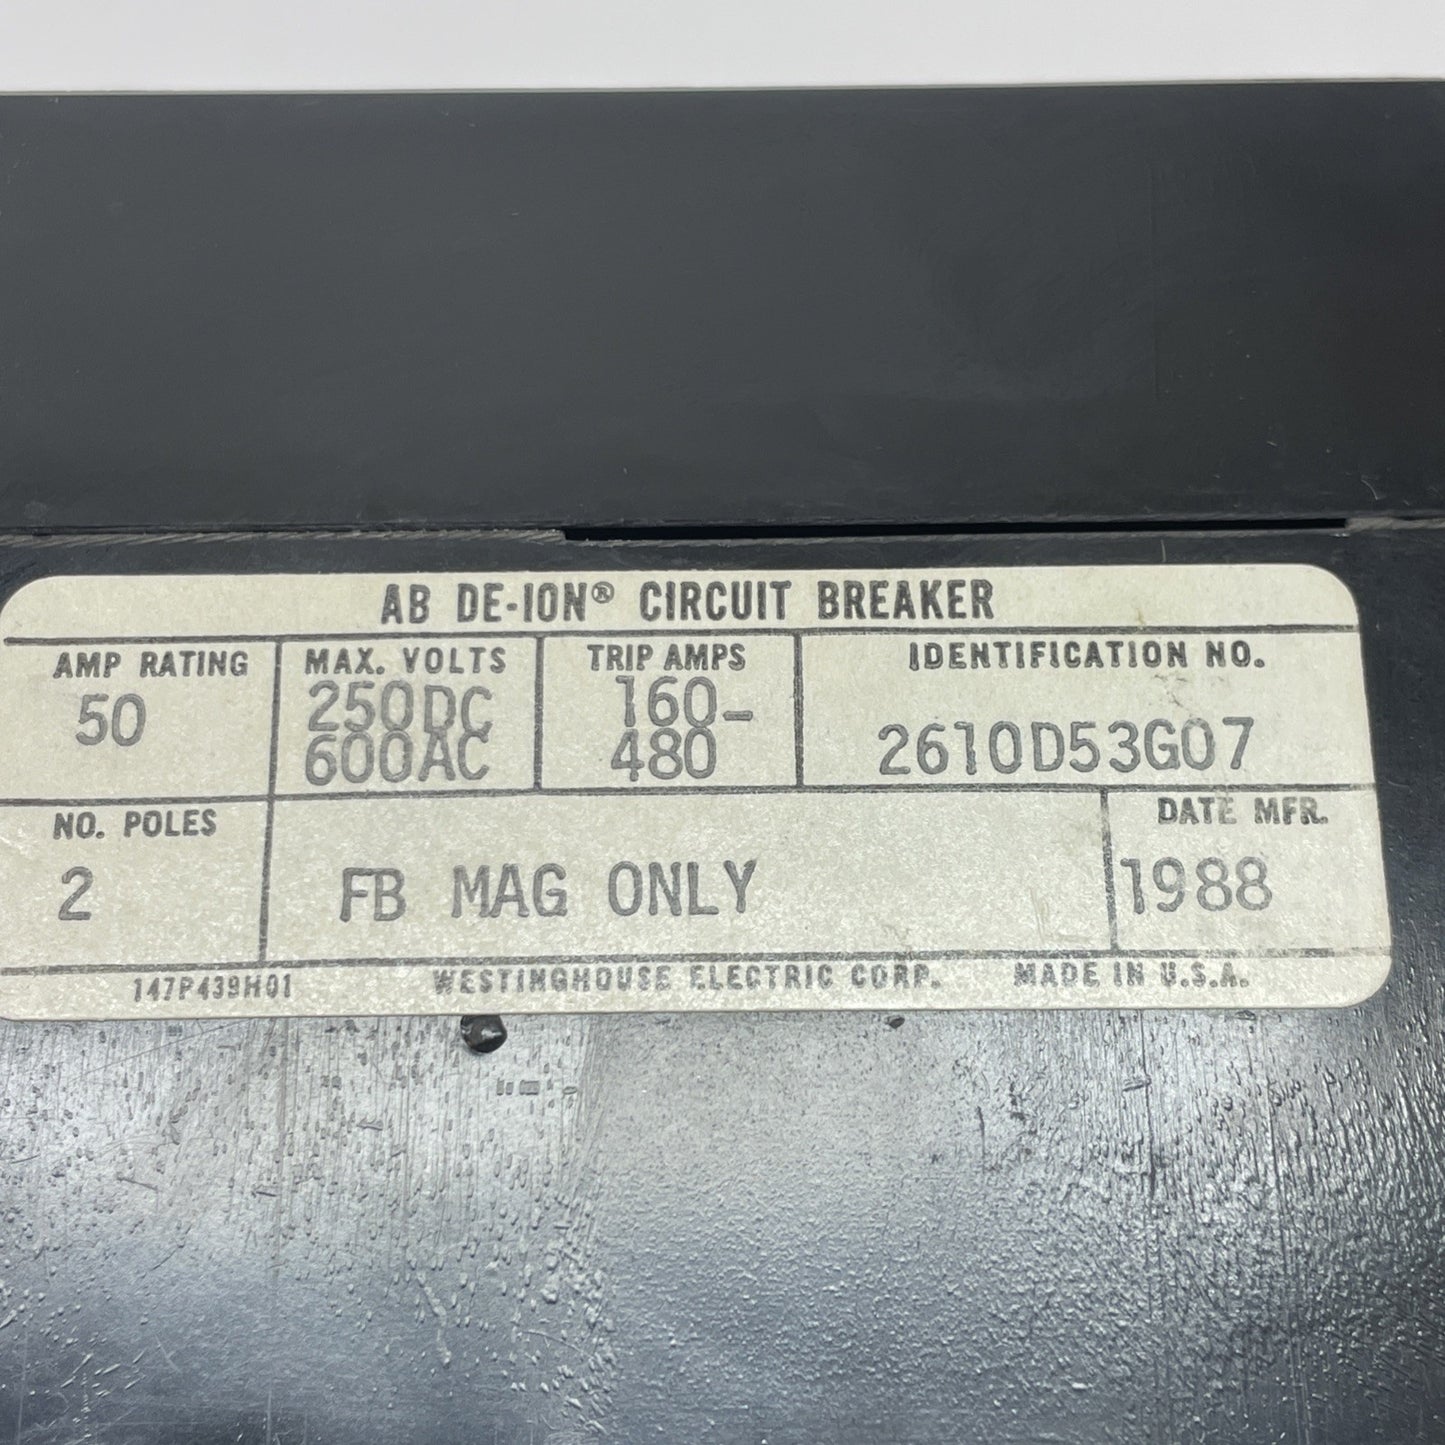 AB DE-ION® CIRCUIT BREAKER
AMP RATING
50
MAX. VOLTS
250DC
600AC
TRIP AMPS
160-
480
IDENTIFICATION NO.
2610D53G07
NO. POLES
2
FB MAG ONLY
DATE MFR.
1988
147P439H01 WESTINGHOUSE ELECTRIC CORP. MADE IN U.S.A.